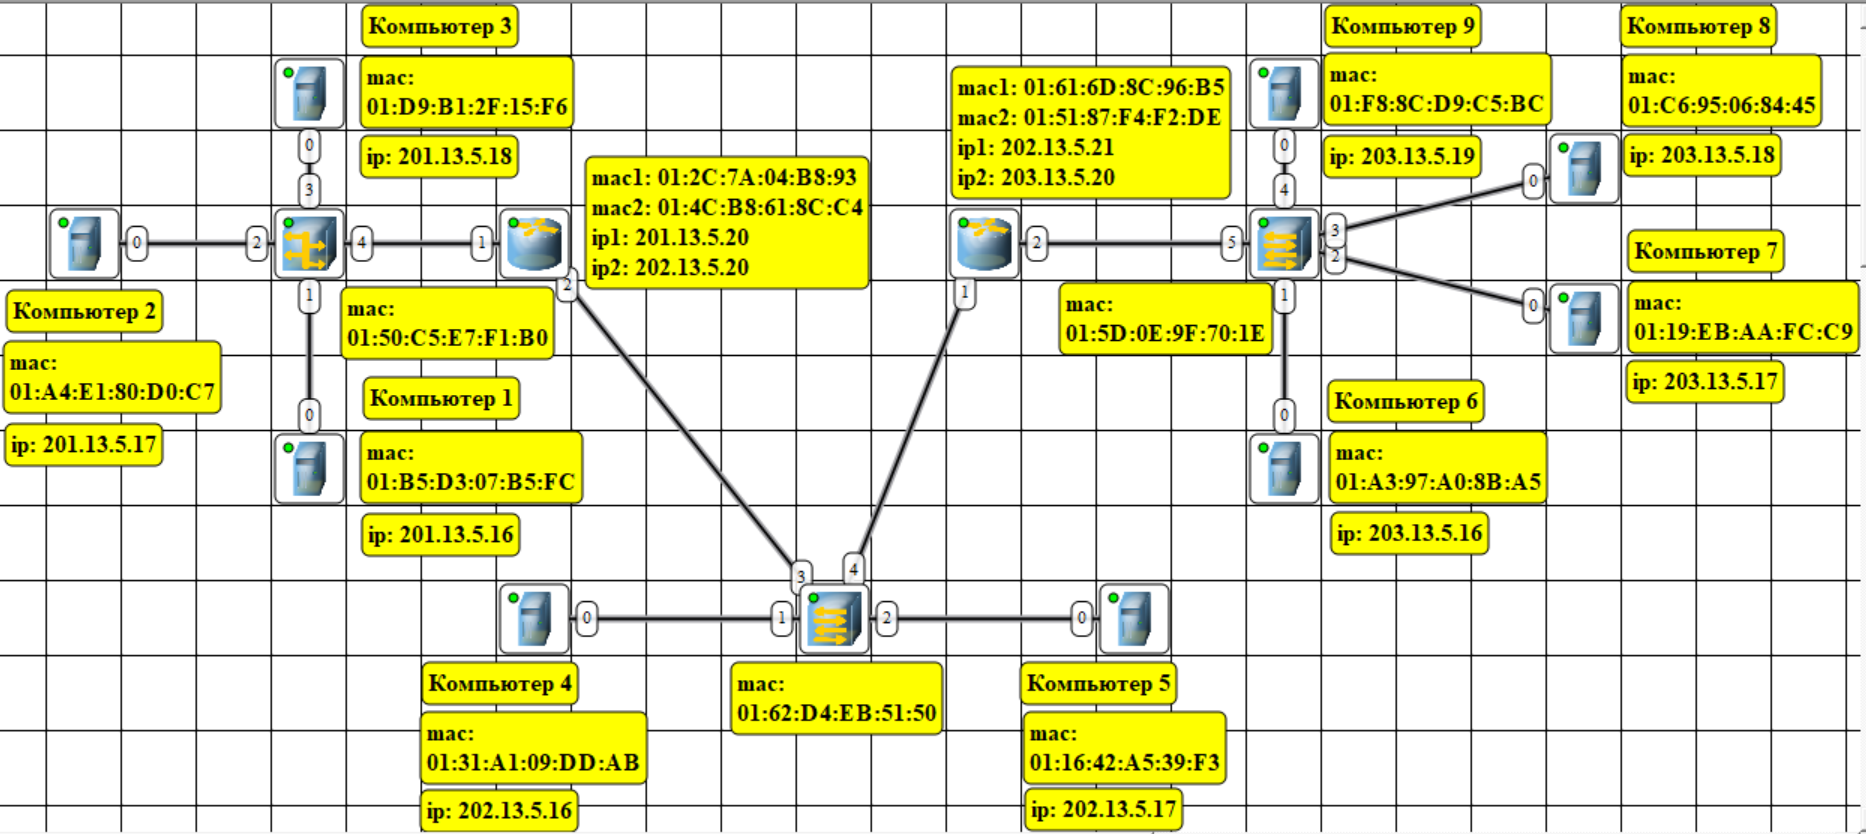 Компьютер 3
mac:
01:D9:B1:2F:15:F6
ip: 201.13.5.18
0
3
0
2
4
1
2
1
0
mac1: 01:2C:7A:04:B8:93
mac2: 01:4C:B8:61:8C:C4
ip1: 201.13.5.20
ip2: 202.13.5.20
Компьютер 2
mac:
01:A4:E1:80:D0:C7
ip: 201.13.5.17
mac:
01:50:C5:E7:F1:B0
Компьютер 1
mac:
01:B5:D3:07:B5:FC
ip: 201.13.5.16
mac1: 01:61:6D:8C:96:B5
mac2: 01:51:87:F4:F2:DE
ip1: 202.13.5.21
ip2: 203.13.5.20
Компьютер 9
mac:
01:F8:8C:D9:C5:BC
ip: 203.13.5.19
Компьютер 8
mac:
01:C6:95:06:84:45
ip: 203.13.5.18
0
4
0
3
2
5
2
1
1
0
0
mac:
01:5D:0E:9F:70:1E
Компьютер 7
mac:
01:19:EB:AA:FC:C9
ip: 203.13.5.17
Компьютер 6
mac:
01:A3:97:A0:8B:A5
ip: 203.13.5.16
3
4
0
1
2
0
Компьютер 4
mac:
01:31:A1:09:DD:AB
ip: 202.13.5.16
mac:
01:62:D4:EB:51:50
Компьютер 5
mac:
01:16:42:A5:39:F3
ip: 202.13.5.17